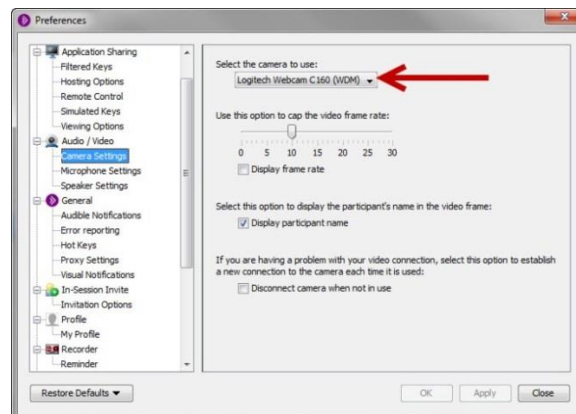 Preferences
Application Sharing
Filtered Keys
Hosting Options
Remote Control
Simulated Keys
Viewing Options
Audio / Video
Camera Settings
Microphone Settings
Speaker Settings
General
Audible Notifications
Error reporting
Hot Keys
Proxy Settings
Visual Notifications
In-Session Invite
Invitation Options
Profile
My Profile
Recorder
Reminder
Select the camera to use:
Logitech Webcam C160 (WDM)
Use this option to cap the video frame rate:
0 5 10 15 20 25 30
Display frame rate
Select this option to display the participant's name in the video frame:
Display participant name
If you are having a problem with your video connection, select this option to establish
a new connection to the camera each time it is used:
Disconnect camera when not in use
Restore Defaults
OK Apply Close